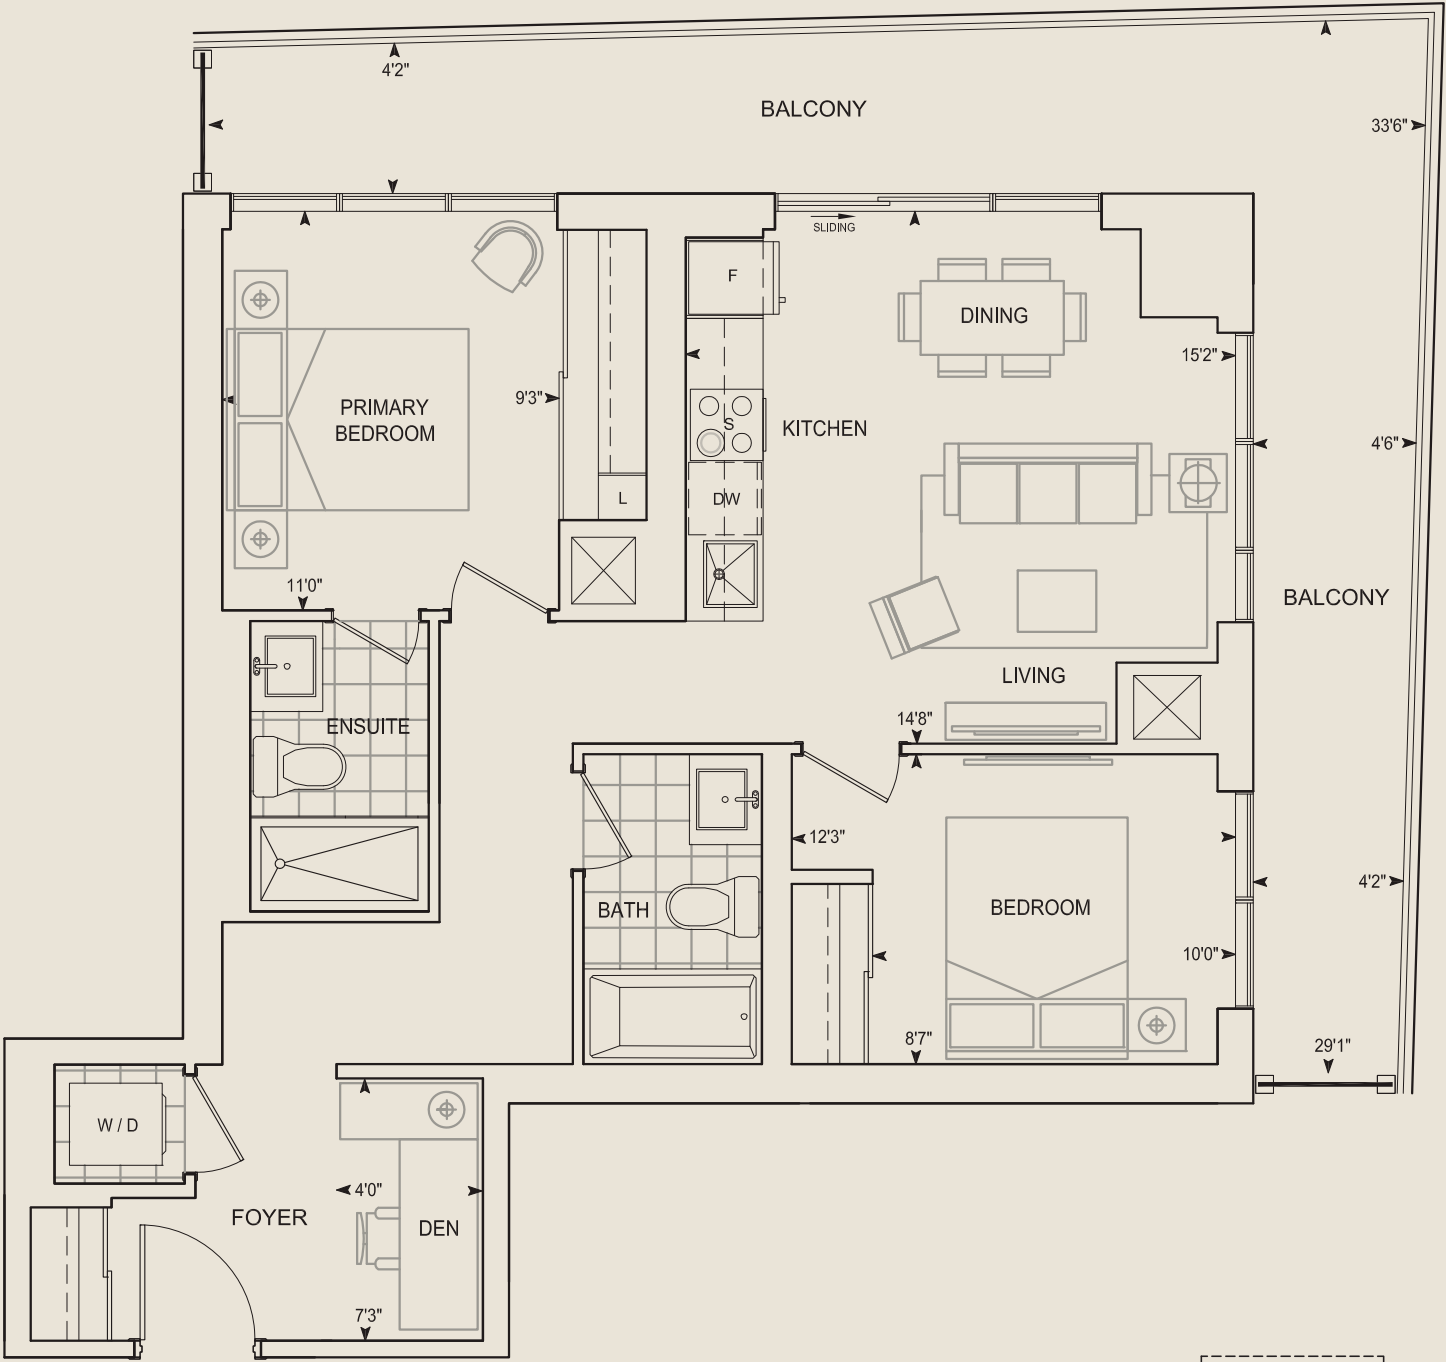 4'2"
BALCONY
33'6"
SLIDING
F
DINING
15'2"
9'3"
PRIMARY
BEDROOM
S
KITCHEN
4'6"
L
DW
11'0"
BALCONY
LIVING
ENSUITE
14'8"
12'3"
4'2"
BATH
BEDROOM
10'0"
8'7"
29'1"
W / D
4'0"
FOYER
DEN
7'3"